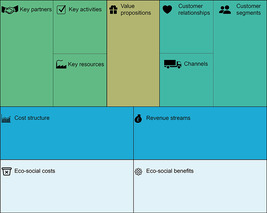 Key partners
Key activities
Value
propositions
Customer
relationships
Customer
segments
Key resources
Channels
Cost structure
Revenue streams
Eco-social costs
Eco-social benefits